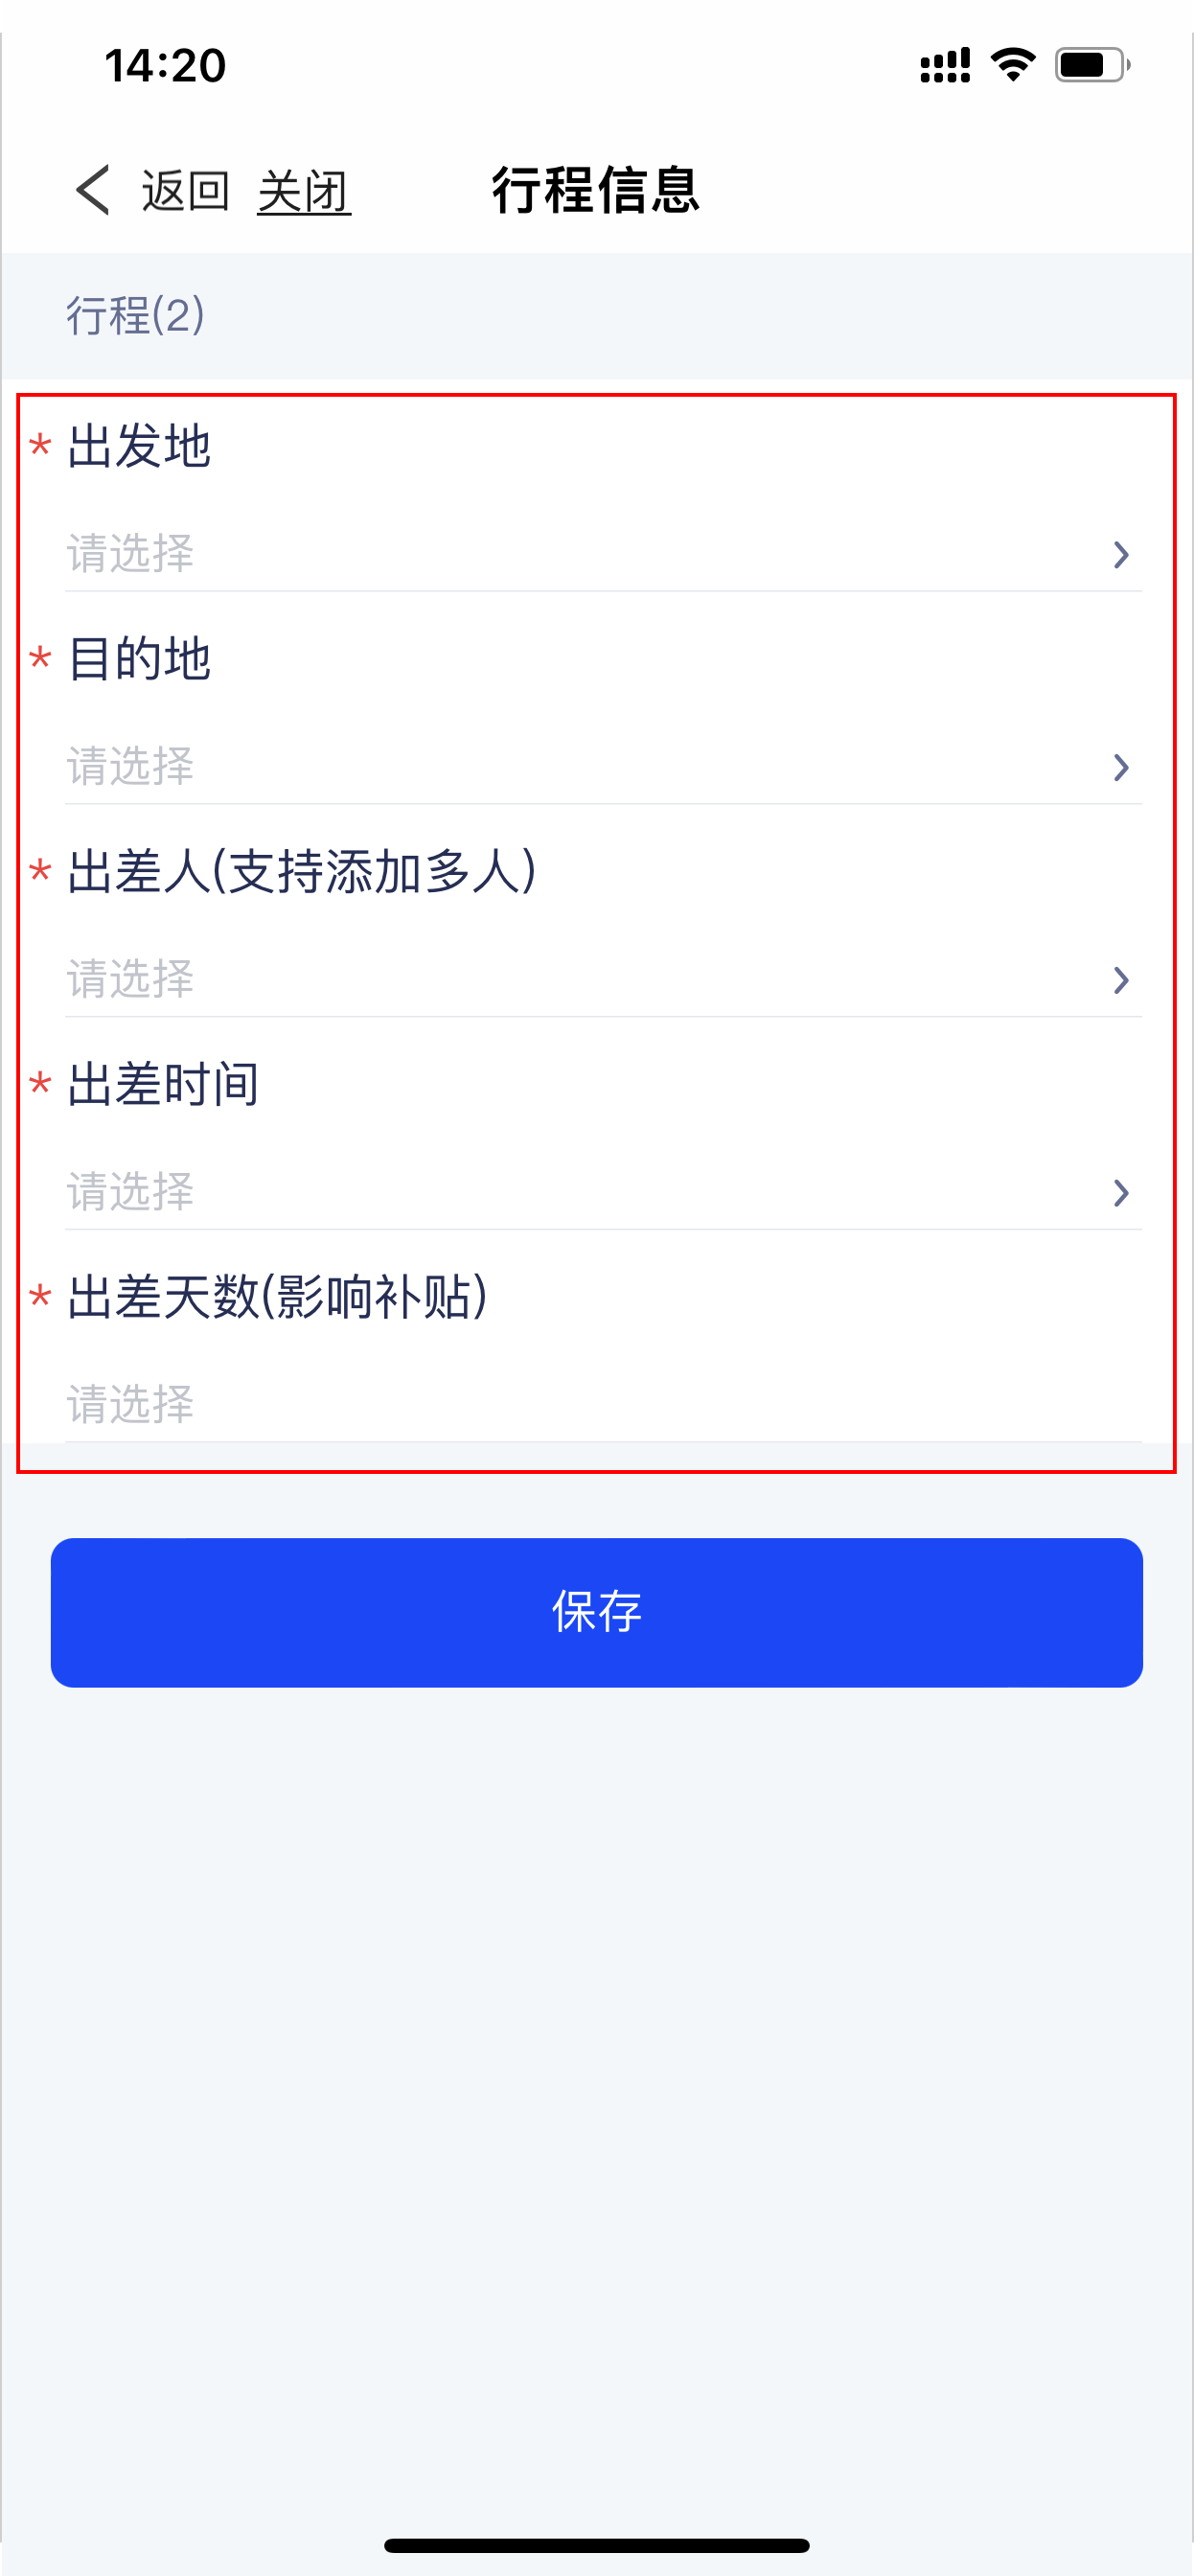 14:20
返回 关闭 行程信息
行程(2)
* 出发地
请选择
* 目的地
请选择
* 出差人(支持添加多人)
请选择
* 出差时间
请选择
* 出差天数(影响补贴)
请选择
保存